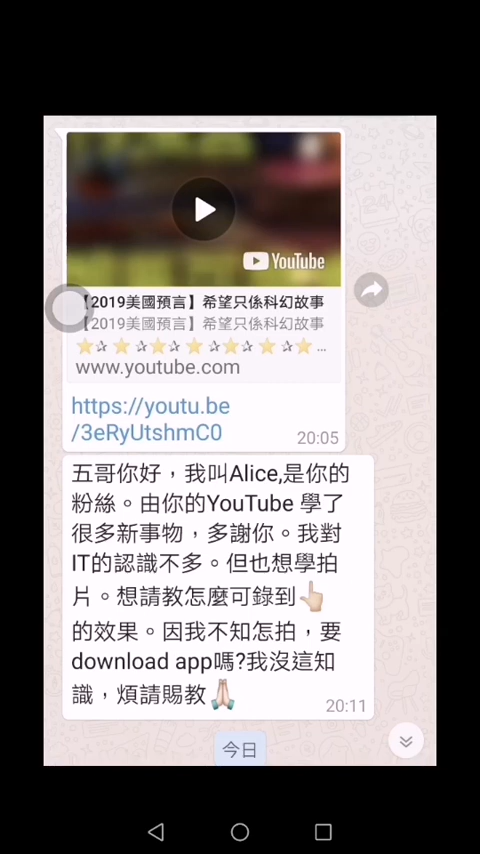 YouTube
【2019美國預言】希望只係科幻故事
【2019美國預言】希望只係科幻故事
⭐✰ ⭐ ✰⭐✰ ⭐ ✰⭐✰ ⭐ ✰⭐ ...
www.youtube.com
https://youtu.be
/3eRyUtshmC0
20:05
五哥你好，我叫Alice,是你的
粉絲。由你的YouTube 學了
很多新事物，多謝你。我對
IT的認識不多。但也想學拍
片。想請教怎麼可錄到👆🏻
的效果。因我不知怎拍，要
download app嗎?我沒這知
識，煩請賜教🙏🏻
20:11
今日